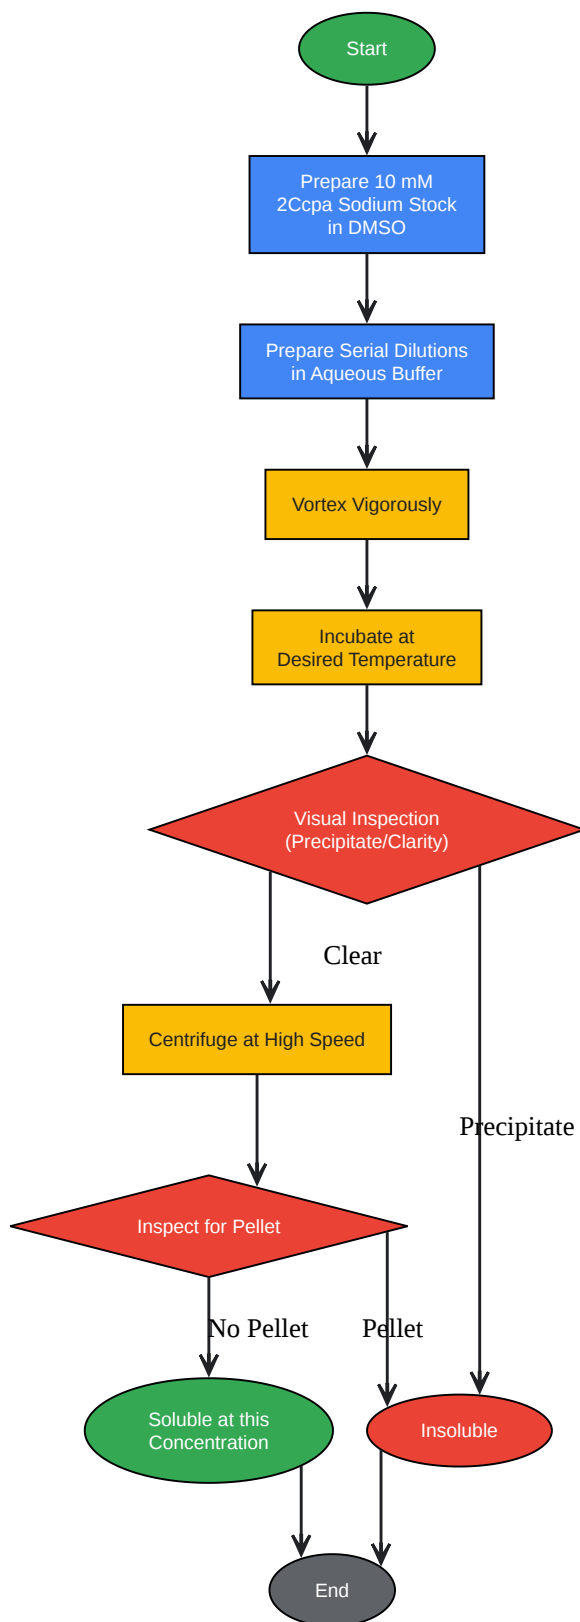 Start
Prepare 10 mM
2Ccpa Sodium Stock
in DMSO
Prepare Serial Dilutions
in Aqueous Buffer
Vortex Vigorously
Incubate at
Desired Temperature
Visual Inspection
(Precipitate/Clarity)
Clear
Centrifuge at High Speed
Precipitate
Inspect for Pellet
No Pellet
Pellet
Soluble at this
Concentration
Insoluble
End